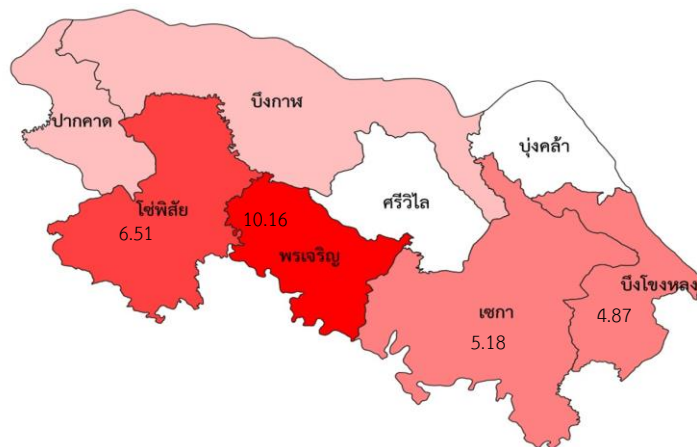 บึงกาฬ
ปากคาด
บุ่งคล้า
ศรีวิไล
โซ่พิสัย
6.51
10.16
พรเจริญ
บึงโขงหลง
4.87
เซกา
5.18